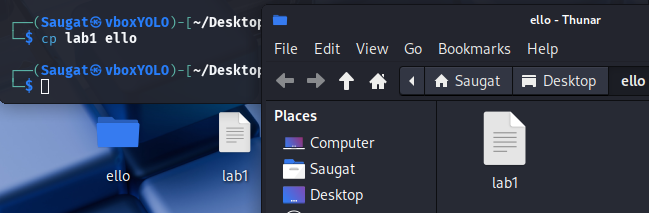 ┌──(Saugat㉿vboxYOLO)-[~/Desktop
└─$ cp lab1 ello
┌──(Saugat㉿vboxYOLO)-[~/Desktop
└─$
ello
lab1
ello - Thunar
File Edit View Go Bookmarks Help
Saugat Desktop ello
Places
Computer
Saugat
Desktop
lab1